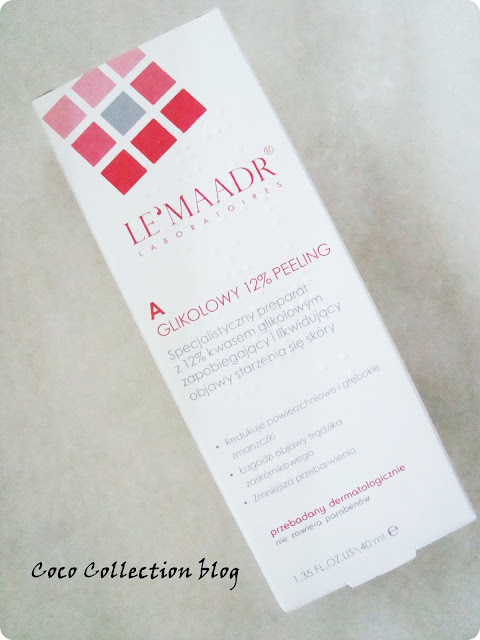 LE'MAADR®
LABORATOIRES
A
GLIKOLOWY 12% PEELING
Specjalistyczny preparat
z 12% kwasem glikolowym
zapobiegający i likwidujący
objawy starzenia się skóry
• Redukuje powierzchniowe i głębokie
zmarszczki
• Łagodzi objawy trądzika
zaskórnikowego
• Zmniejsza przebarwienia
przebadany dermatologicznie
nie zawiera parabenów
1.35 FL.OZ.US\40 ml ℮
Coco Collection blog